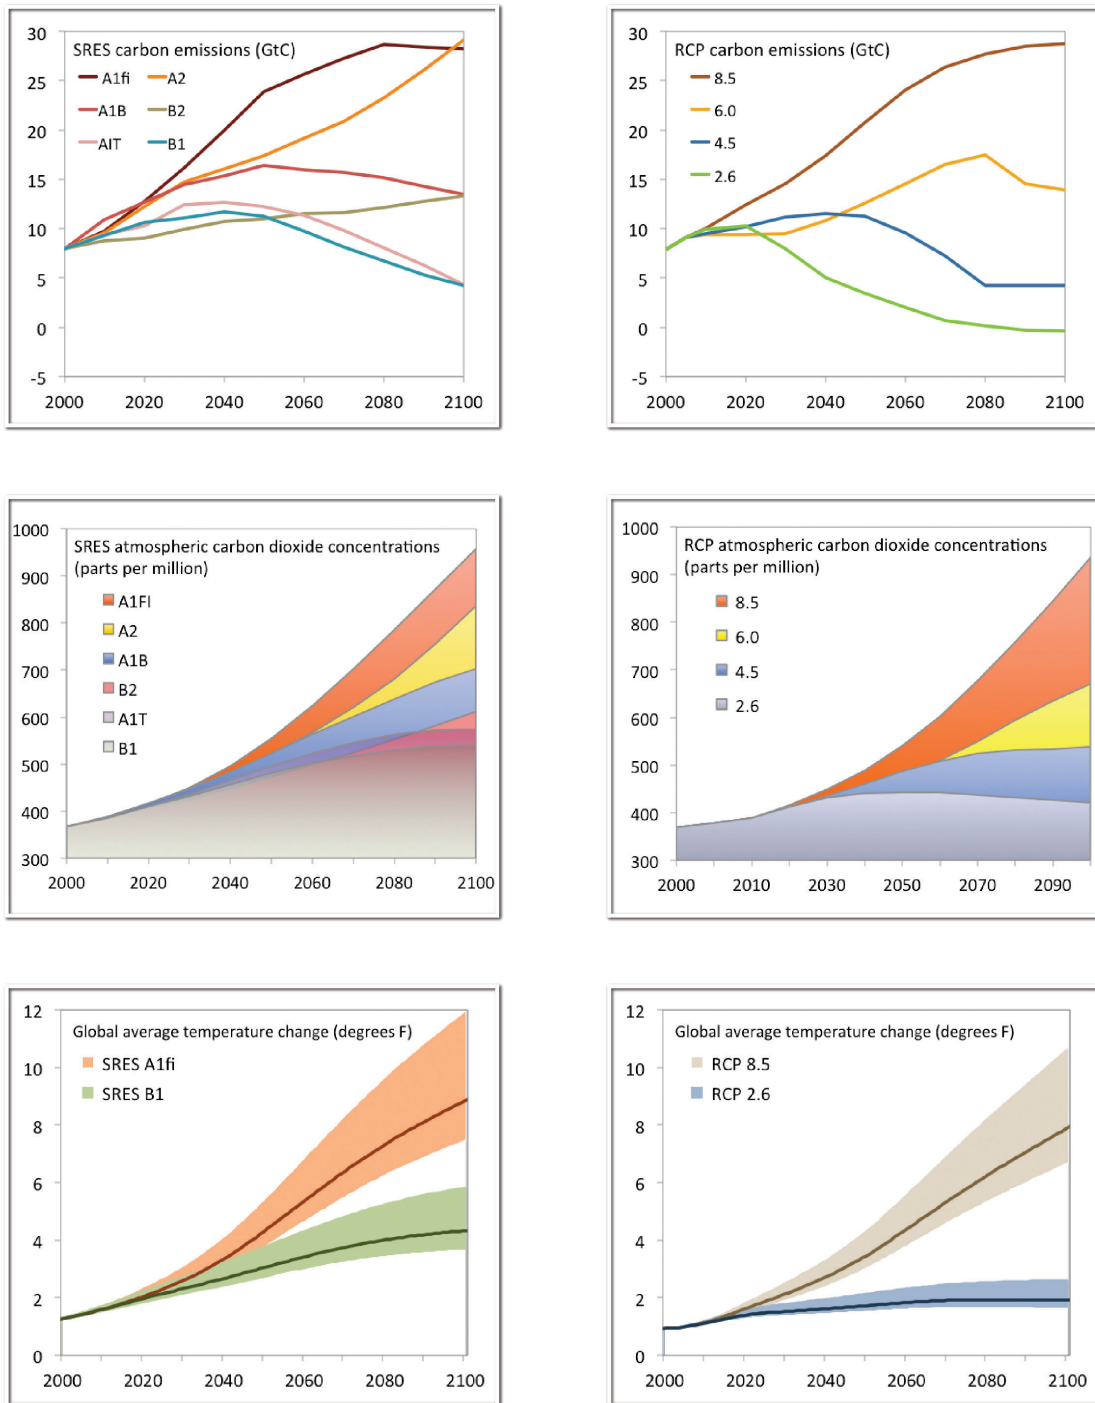 SRES carbon emissions (GtC)
A1fi A2
A1B B2
AIT B1
30
25
20
15
10
5
0
-5
2000 2020 2040 2060 2080 2100
RCP carbon emissions (GtC)
8.5
6.0
4.5
2.6
30
25
20
15
10
5
0
-5
2000 2020 2040 2060 2080 2100
SRES atmospheric carbon dioxide concentrations
(parts per million)
A1FI
A2
A1B
B2
A1T
B1
1000
900
800
700
600
500
400
300
2000 2020 2040 2060 2080 2100
RCP atmospheric carbon dioxide concentrations
(parts per million)
8.5
6.0
4.5
2.6
1000
900
800
700
600
500
400
300
2000 2010 2030 2050 2070 2090
Global average temperature change (degrees F)
SRES A1fi
SRES B1
12
10
8
6
4
2
0
2000 2020 2040 2060 2080 2100
Global average temperature change (degrees F)
RCP 8.5
RCP 2.6
12
10
8
6
4
2
0
2000 2020 2040 2060 2080 2100